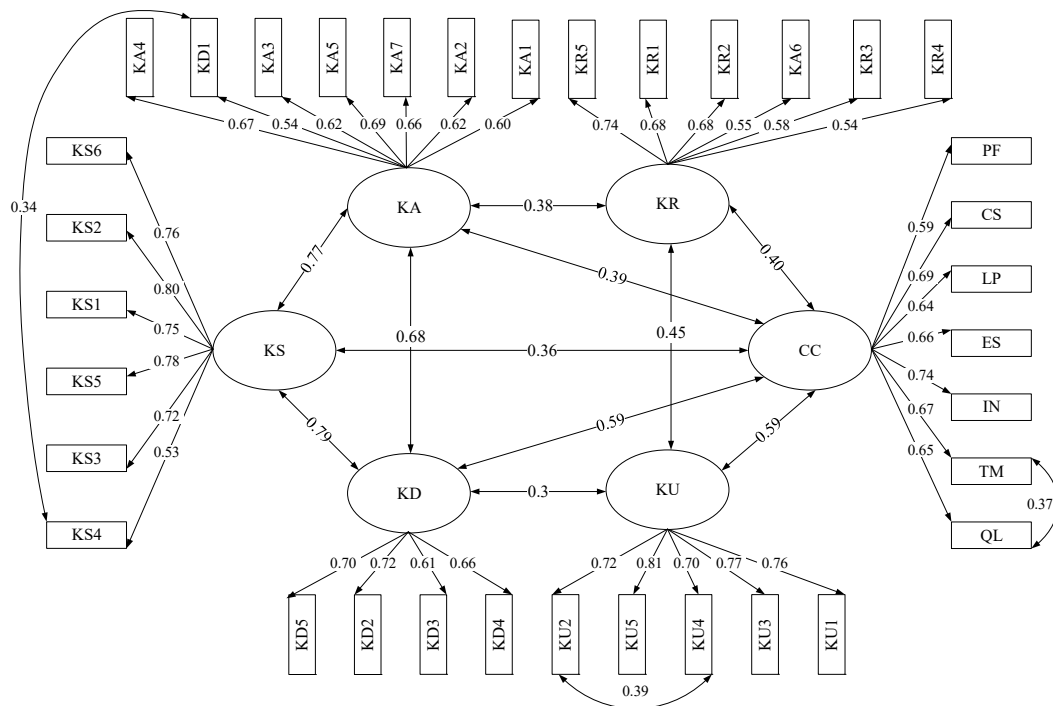 KA4 KD1 KA3 KA5 KA7 KA2 KA1 KR5 KR1 KR2 KA6 KR3 KR4
0.67 0.54 0.62 0.69 0.66 0.62 0.60 0.74 0.68 0.68 0.55 0.58 0.54
KS6
KS2
KS1
KS5
KS3
KS4
0.34
0.76
0.80
0.75
0.78
0.72
0.53
KA
KR
KS
CC
KD
KU
0.38
0.77
0.40
0.39
0.68
0.45
0.36
0.79
0.59
0.59
0.3
PF
CS
LP
ES
IN
TM
QL
0.59
0.69
0.64
0.66
0.74
0.67
0.65
0.37
0.70 0.72 0.61 0.66 0.72 0.81 0.70 0.77 0.76
KD5 KD2 KD3 KD4 KU2 KU5 KU4 KU3 KU1
0.39